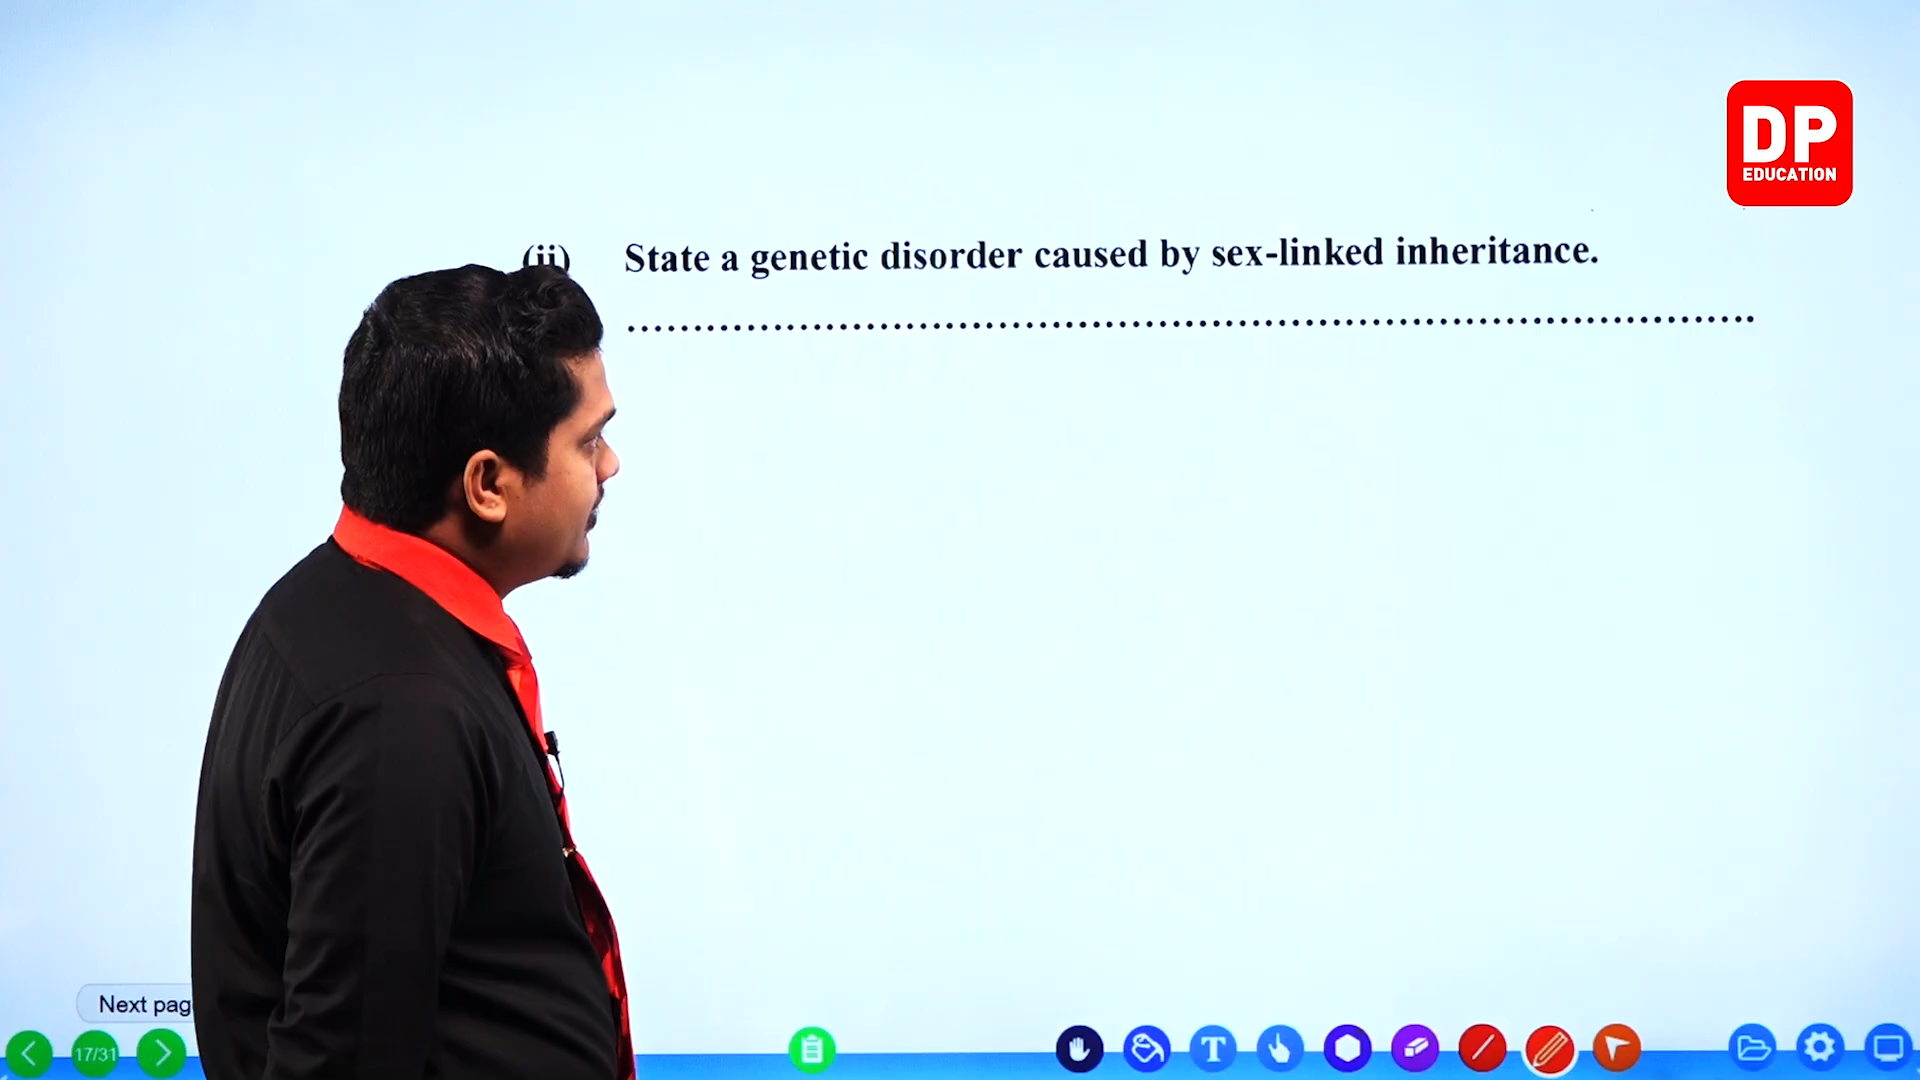 DP
EDUCATION
(ii) State a genetic disorder caused by sex-linked inheritance.
................................................................................
Next pag
17/31
T